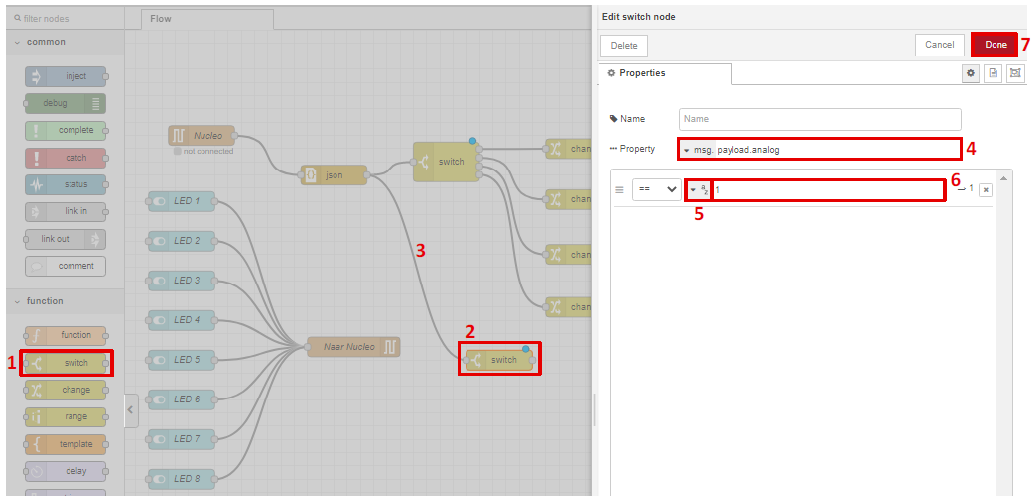 filter nodes
common
inject
debug
complete
catch
status
link in
link out
comment
function
function
1
switch
change
range
template
delay
Flow
Nucleo
not connected
json
switch
chan
chan
chan
chan
LED 1
LED 2
LED 3
LED 4
LED 5
LED 6
LED 7
LED 8
3
Naar Nucleo
2
switch
Edit switch node
Delete
Cancel
Done
7
Properties
Name
Name
Property
msg. payload.analog
4
==
a
z
1
6
→ 1
5